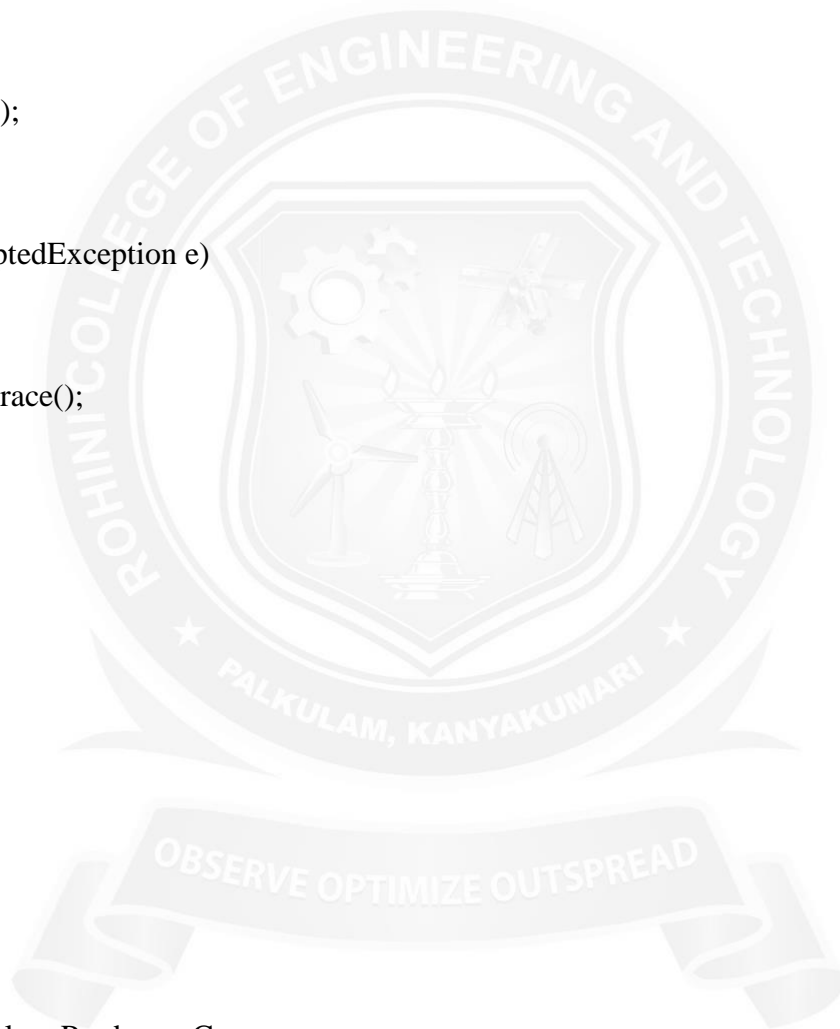 );
ptedException e)
race();
ROHINI COLLEGE OF ENGINEERING AND TECHNOLOGY
PALKULAM, KANYAKUMARI
OBSERVE OPTIMIZE OUTSPREAD